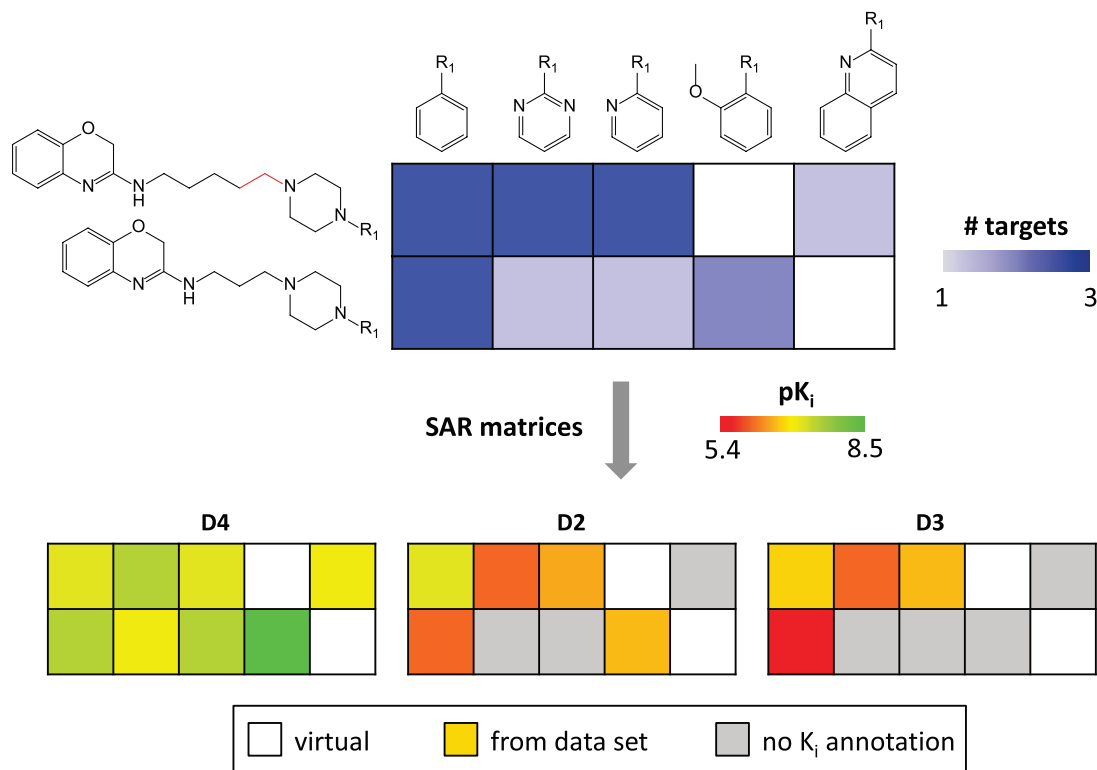 R1
R1
R1
R1
R1
N
N N
N
O
O
N
N
H
N
N
R1
O
N
N
H
N
N
R1
# targets
1 3
SAR matrices
pKi
5.4 8.5
D4 D2 D3
virtual from data set no Ki annotation